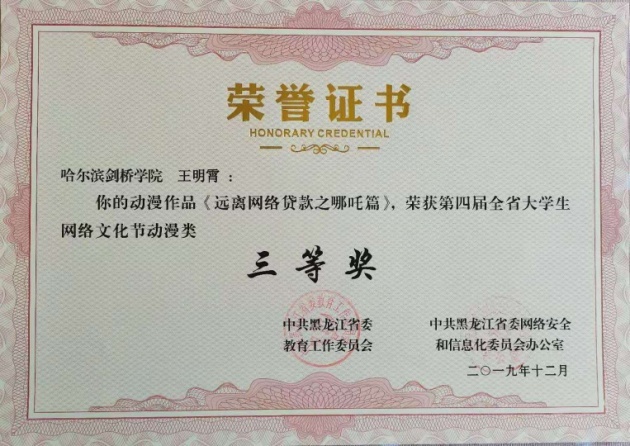 荣誉证书
HONORARY CREDENTIAL
哈尔滨剑桥学院 王明霄：
你的动漫作品《远离网络贷款之哪吒篇》，荣获第四届全省大学生
网络文化节动漫类
三等奖
中共黑龙江省委 中共黑龙江省委网络安全
教育工作委员会 和信息化委员会办公室
二〇一九年十二月